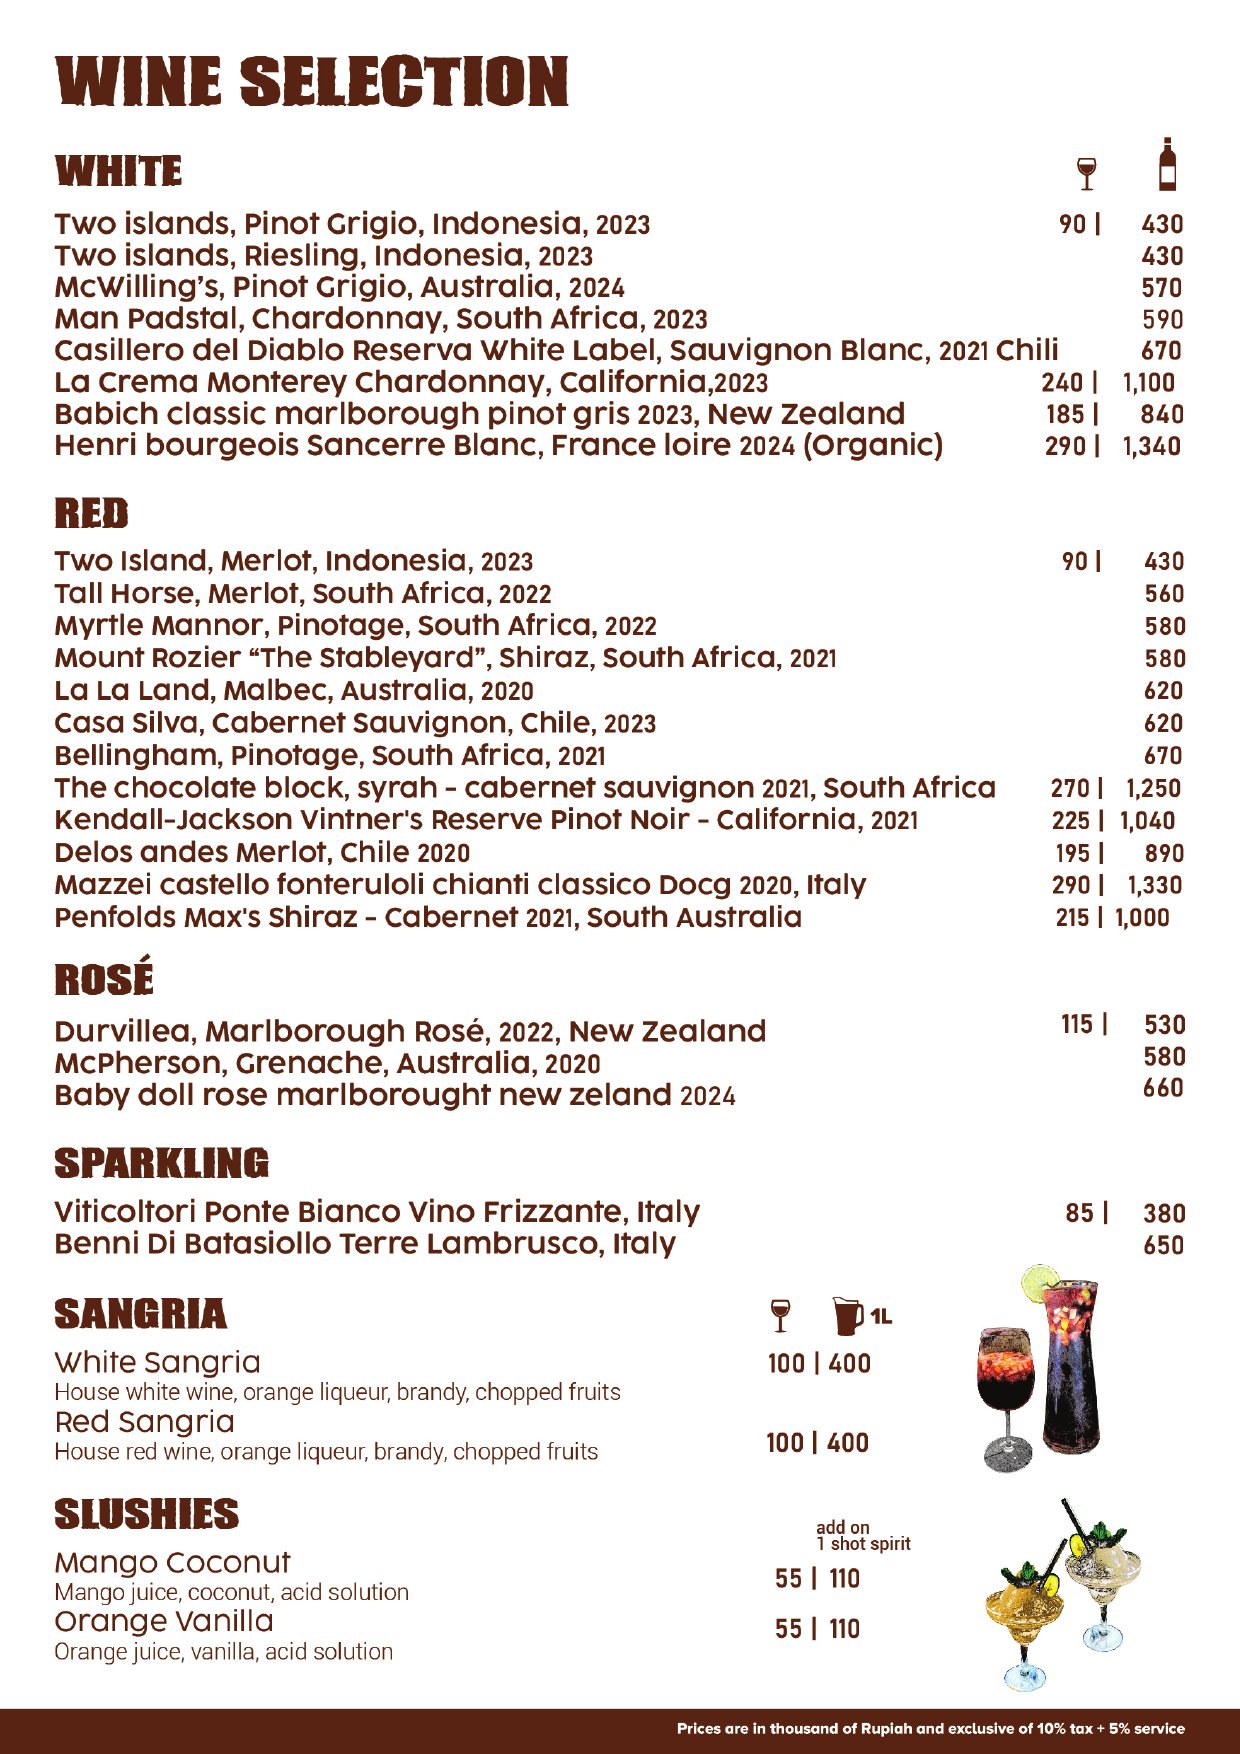 WINE SELECTION
WHITE
Two islands, Pinot Grigio, Indonesia, 2023 90 | 430
Two islands, Riesling, Indonesia, 2023 430
McWilling's, Pinot Grigio, Australia, 2024 570
Man Padstal, Chardonnay, South Africa, 2023 590
Casillero del Diablo Reserva White Label, Sauvignon Blanc, 2021 Chili 670
La Crema Monterey Chardonnay, California,2023 240 | 1,100
Babich classic marlborough pinot gris 2023, New Zealand 185 | 840
Henri bourgeois Sancerre Blanc, France loire 2024 (Organic) 290 | 1,340
RED
Two Island, Merlot, Indonesia, 2023 90 | 430
Tall Horse, Merlot, South Africa, 2022 560
Myrtle Mannor, Pinotage, South Africa, 2022 580
Mount Rozier “The Stableyard”, Shiraz, South Africa, 2021 580
La La Land, Malbec, Australia, 2020 620
Casa Silva, Cabernet Sauvignon, Chile, 2023 620
Bellingham, Pinotage, South Africa, 2021 670
The chocolate block, syrah - cabernet sauvignon 2021, South Africa 270 | 1,250
Kendall-Jackson Vintner's Reserve Pinot Noir - California, 2021 225 | 1,040
Delos andes Merlot, Chile 2020 195 | 890
Mazzei castello fonteruloli chianti classico Docg 2020, Italy 290 | 1,330
Penfolds Max's Shiraz - Cabernet 2021, South Australia 215 | 1,000
ROSÉ
Durvillea, Marlborough Rosé, 2022, New Zealand 115 | 530
McPherson, Grenache, Australia, 2020 580
Baby doll rose marlborought new zeland 2024 660
SPARKLING
Viticoltori Ponte Bianco Vino Frizzante, Italy 85 | 380
Benni Di Batasiollo Terre Lambrusco, Italy 650
SANGRIA 1L
White Sangria 100 | 400
House white wine, orange liqueur, brandy, chopped fruits
Red Sangria
House red wine, orange liqueur, brandy, chopped fruits 100 | 400
SLUSHIES
add on
1 shot spirit
Mango Coconut 55 | 110
Mango juice, coconut, acid solution
Orange Vanilla 55 | 110
Orange juice, vanilla, acid solution
Prices are in thousand of Rupiah and exclusive of 10% tax + 5% service